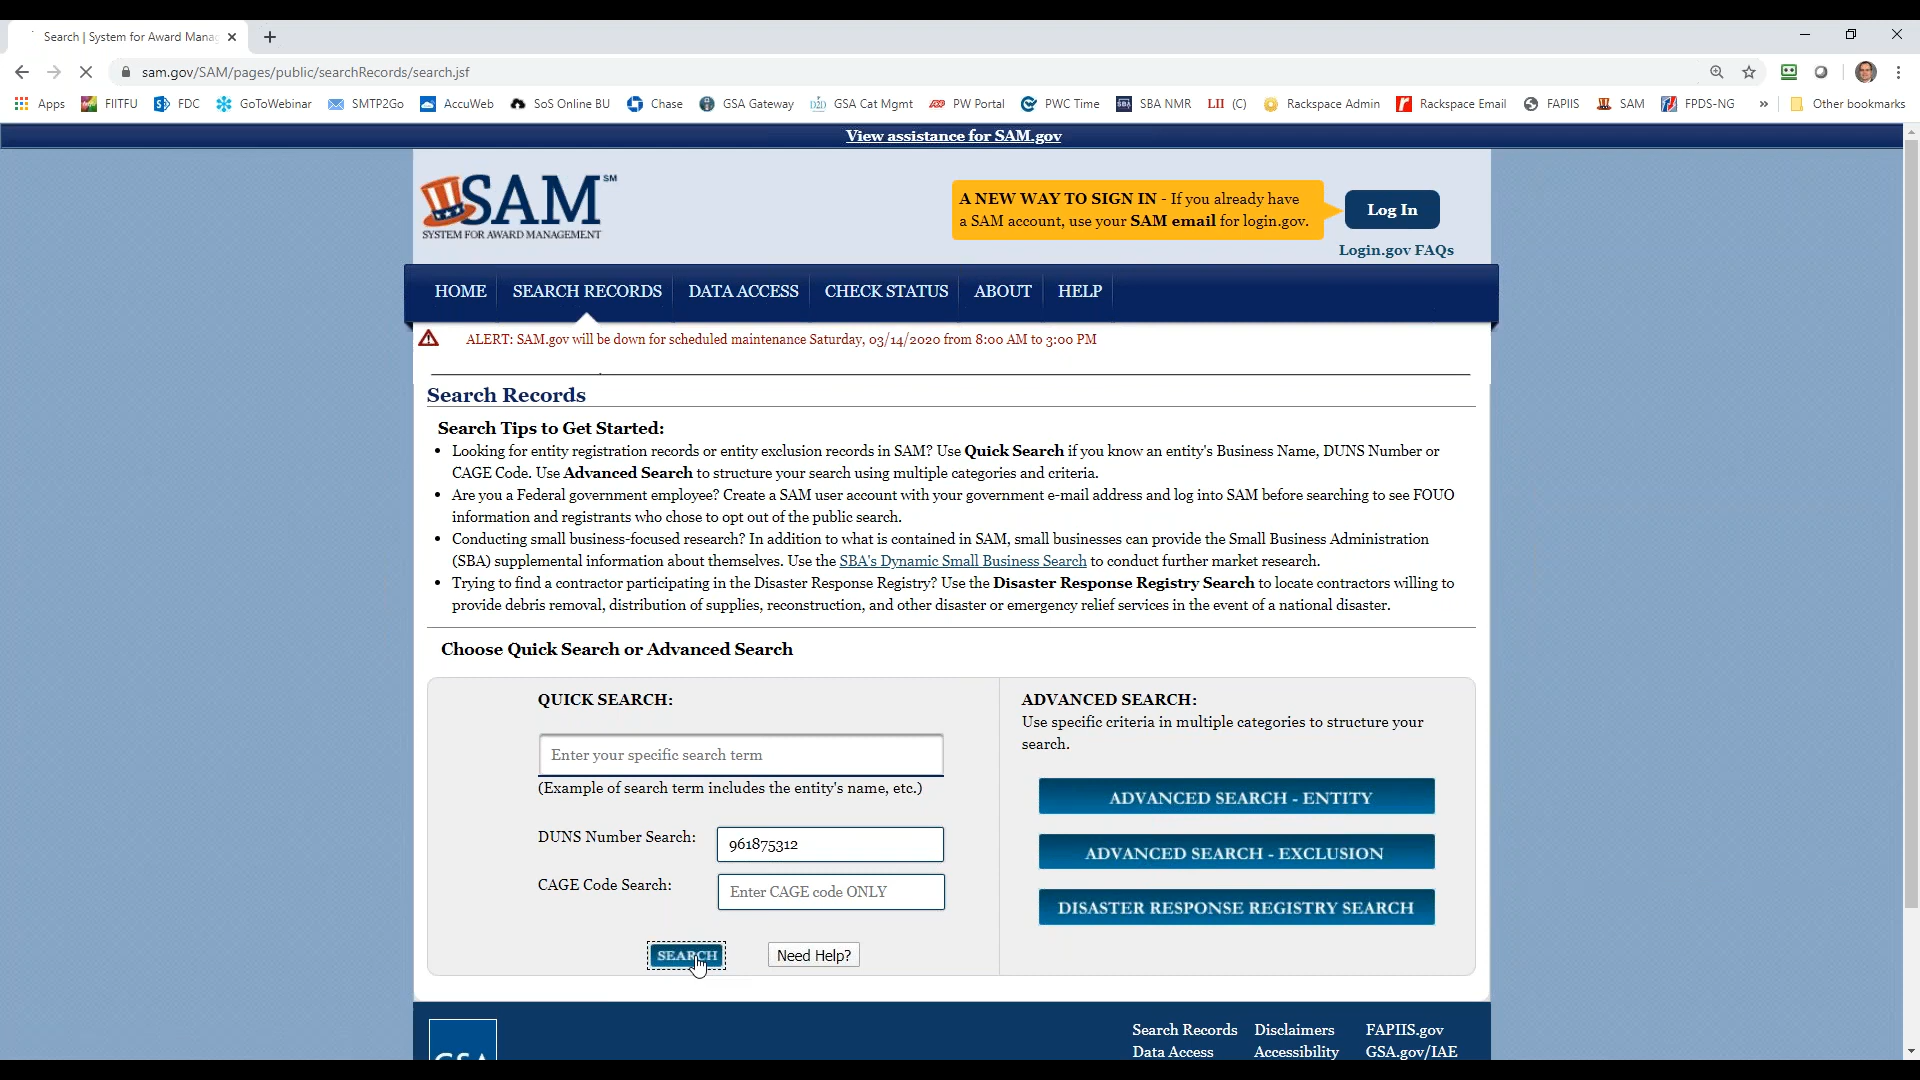 Search | System for Award Mana
sam.gov/SAM/pages/public/searchRecords/search.jsf
Apps FIITFU FDC GoToWebinar SMTP2Go AccuWeb SoS Online BU Chase GSA Gateway GSA Cat Mgmt PW Portal PWC Time SBA NMR LII (C) Rackspace Admin Rackspace Email FAPIIS SAM FPDS-NG » Other bookmarks
View assistance for SAM.gov
SAM SM
SYSTEM FOR AWARD MANAGEMENT
A NEW WAY TO SIGN IN - If you already have
a SAM account, use your SAM email for login.gov.
Log In
Login.gov FAQs
HOME SEARCH RECORDS DATA ACCESS CHECK STATUS ABOUT HELP
ALERT: SAM.gov will be down for scheduled maintenance Saturday, 03/14/2020 from 8:00 AM to 3:00 PM
Search Records
Search Tips to Get Started:
• Looking for entity registration records or entity exclusion records in SAM? Use Quick Search if you know an entity's Business Name, DUNS Number or
CAGE Code. Use Advanced Search to structure your search using multiple categories and criteria.
• Are you a Federal government employee? Create a SAM user account with your government e-mail address and log into SAM before searching to see FOUO
information and registrants who chose to opt out of the public search.
• Conducting small business-focused research? In addition to what is contained in SAM, small businesses can provide the Small Business Administration
(SBA) supplemental information about themselves. Use the SBA's Dynamic Small Business Search to conduct further market research.
• Trying to find a contractor participating in the Disaster Response Registry? Use the Disaster Response Registry Search to locate contractors willing to
provide debris removal, distribution of supplies, reconstruction, and other disaster or emergency relief services in the event of a national disaster.
Choose Quick Search or Advanced Search
QUICK SEARCH:
Enter your specific search term
(Example of search term includes the entity's name, etc.)
DUNS Number Search: 961875312
CAGE Code Search: Enter CAGE code ONLY
SEARCH Need Help?
ADVANCED SEARCH:
Use specific criteria in multiple categories to structure your
search.
ADVANCED SEARCH - ENTITY
ADVANCED SEARCH - EXCLUSION
DISASTER RESPONSE REGISTRY SEARCH
GSA
Search Records Disclaimers FAPIIS.gov
Data Access Accessibility GSA.gov/IAE